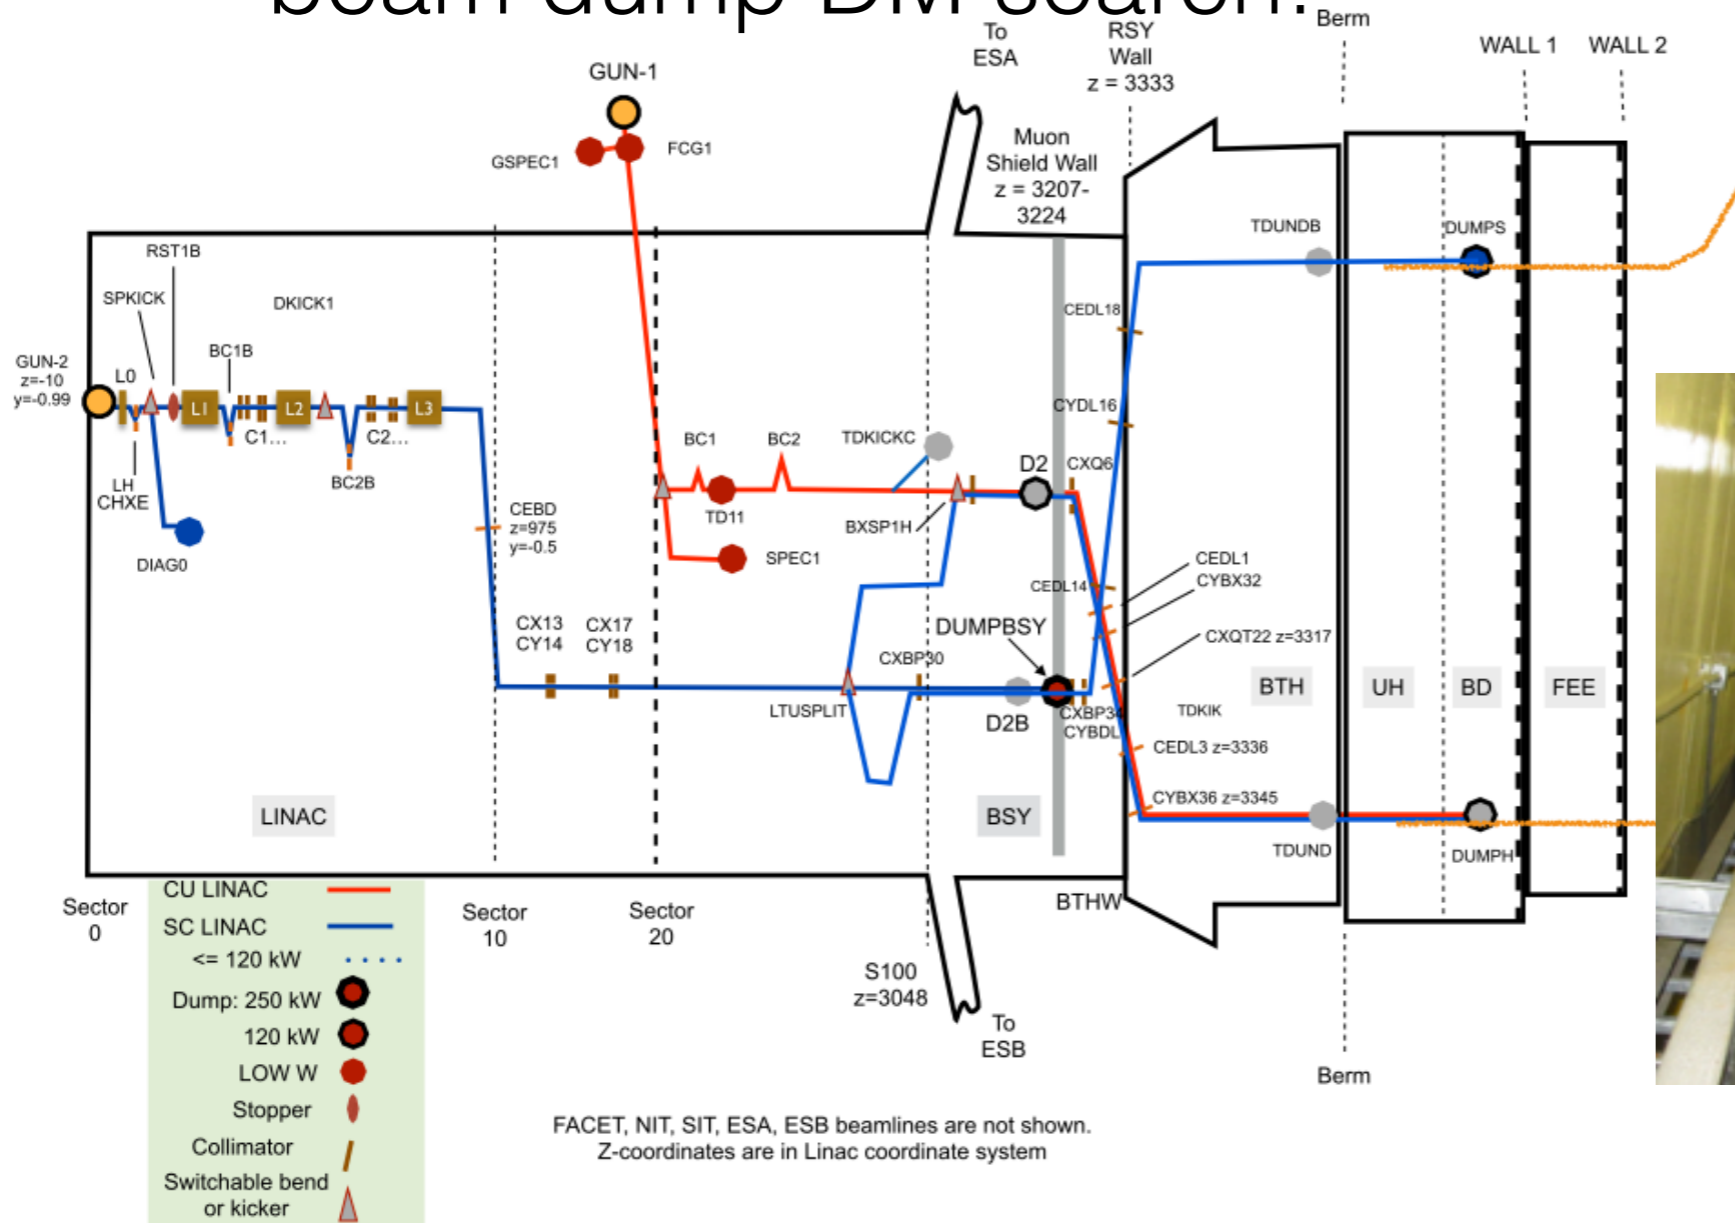 beam dump DM search.
To
ESA
RSY
Wall
z = 3333
Berm
WALL 1
WALL 2
GUN-1
GSPEC1
FCG1
Muon
Shield Wall
z = 3207-
3224
RST1B
SPKICK
DKICK1
BC1B
GUN-2
z=-10
y=-0.99
L0
L1
L2
L3
C1...
C2...
LH
CHXE
BC2B
DIAG0
CEBD
z=975
y=-0.5
CX13
CY14
CX17
CY18
BC1
BC2
TD11
SPEC1
TDKICKC
BXSP1H
D2
CXQ6
TDUNDB
DUMPS
CEDL18
CYDL16
CEDL14
CEDL1
CYBX32
CXQT22 z=3317
DUMPBSY
CXBP30
LTUSPLIT
D2B
CXBP34
CYBDL
TDKIK
CEDL3 z=3336
CYBX36 z=3345
BTH
UH
BD
FEE
TDUND
DUMPH
LINAC
BSY
BTHW
Sector
0
Sector
10
Sector
20
S100
z=3048
To
ESB
Berm
CU LINAC
SC LINAC
<= 120 kW
Dump: 250 kW
120 kW
LOW W
Stopper
Collimator
Switchable bend
or kicker
FACET, NIT, SIT, ESA, ESB beamlines are not shown.
Z-coordinates are in Linac coordinate system